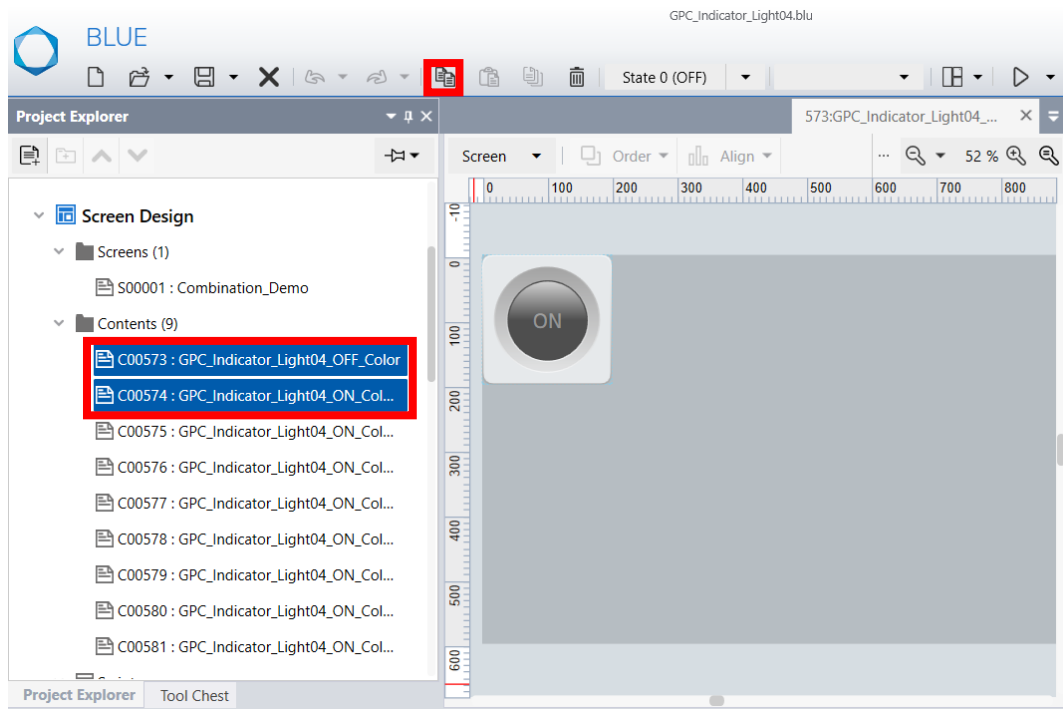 GPC_Indicator_Light04.blu
BLUE
State 0 (OFF)
Project Explorer
573:GPC_Indicator_Light04_...
Screen Order Align ... 52 %
0 100 200 300 400 500 600 700 800
-10
0
100
200
300
400
500
600
Screen Design
Screens (1)
S00001 : Combination_Demo
Contents (9)
C00573 : GPC_Indicator_Light04_OFF_Color
C00574 : GPC_Indicator_Light04_ON_Col...
C00575 : GPC_Indicator_Light04_ON_Col...
C00576 : GPC_Indicator_Light04_ON_Col...
C00577 : GPC_Indicator_Light04_ON_Col...
C00578 : GPC_Indicator_Light04_ON_Col...
C00579 : GPC_Indicator_Light04_ON_Col...
C00580 : GPC_Indicator_Light04_ON_Col...
C00581 : GPC_Indicator_Light04_ON_Col...
ON
Project Explorer Tool Chest